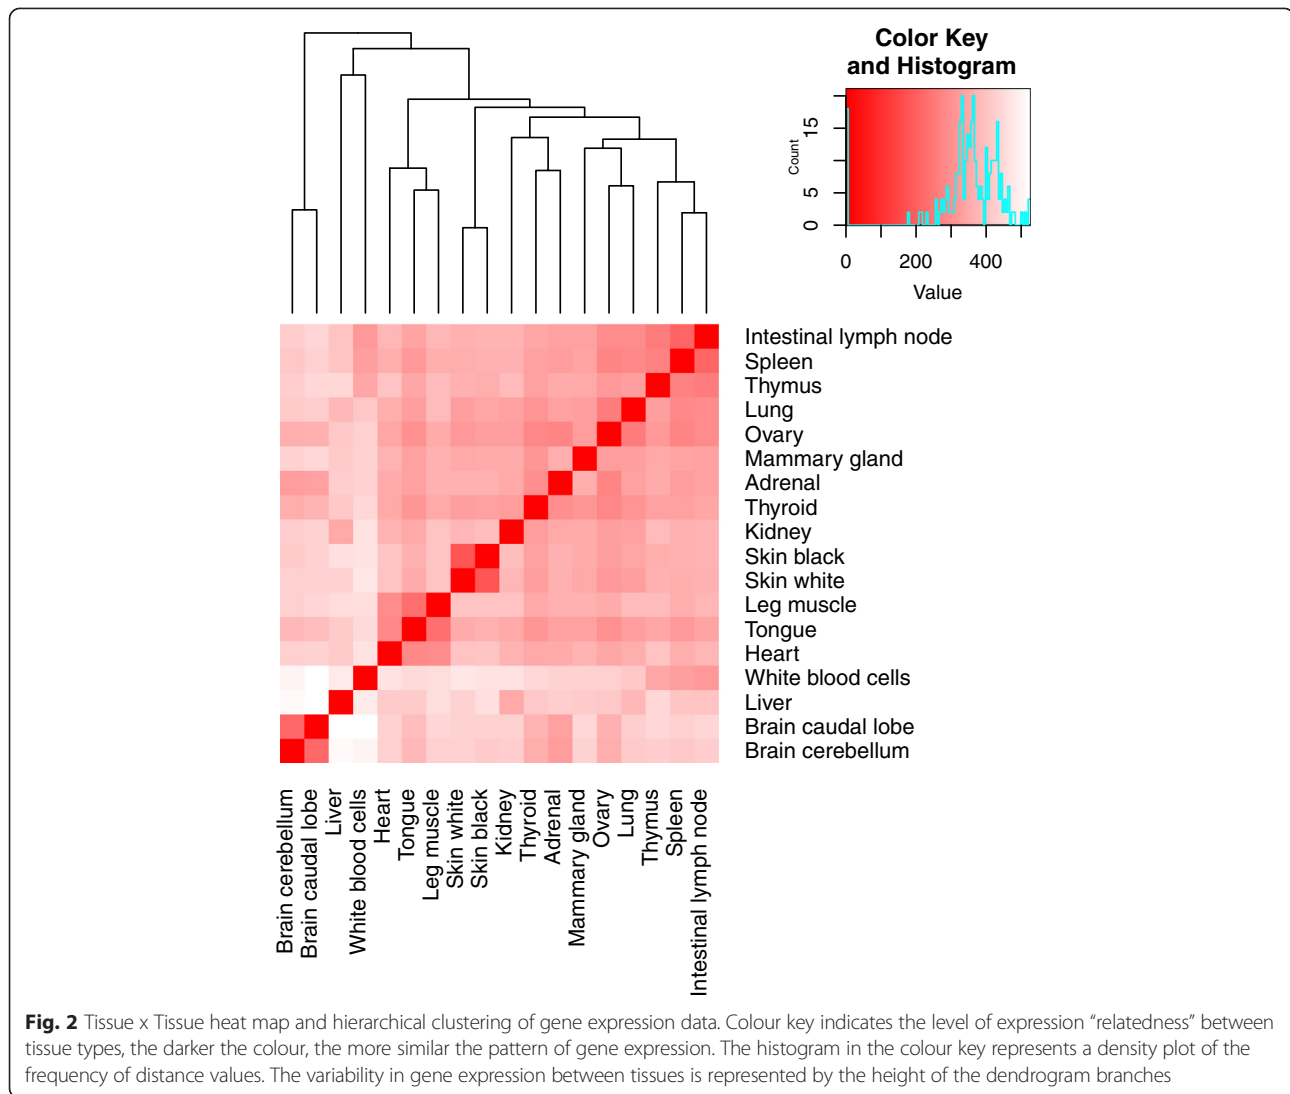 Color Key
and Histogram
Count
0 5 15
0 200 400
Value
Intestinal lymph node
Spleen
Thymus
Lung
Ovary
Mammary gland
Adrenal
Thyroid
Kidney
Skin black
Skin white
Leg muscle
Tongue
Heart
White blood cells
Liver
Brain caudal lobe
Brain cerebellum
Brain cerebellum
Brain caudal lobe
Liver
White blood cells
Heart
Tongue
Leg muscle
Skin white
Skin black
Kidney
Thyroid
Adrenal
Mammary gland
Ovary
Lung
Thymus
Spleen
Intestinal lymph node
Fig. 2 Tissue x Tissue heat map and hierarchical clustering of gene expression data. Colour key indicates the level of expression “relatedness” between
tissue types, the darker the colour, the more similar the pattern of gene expression. The histogram in the colour key represents a density plot of the
frequency of distance values. The variability in gene expression between tissues is represented by the height of the dendrogram branches